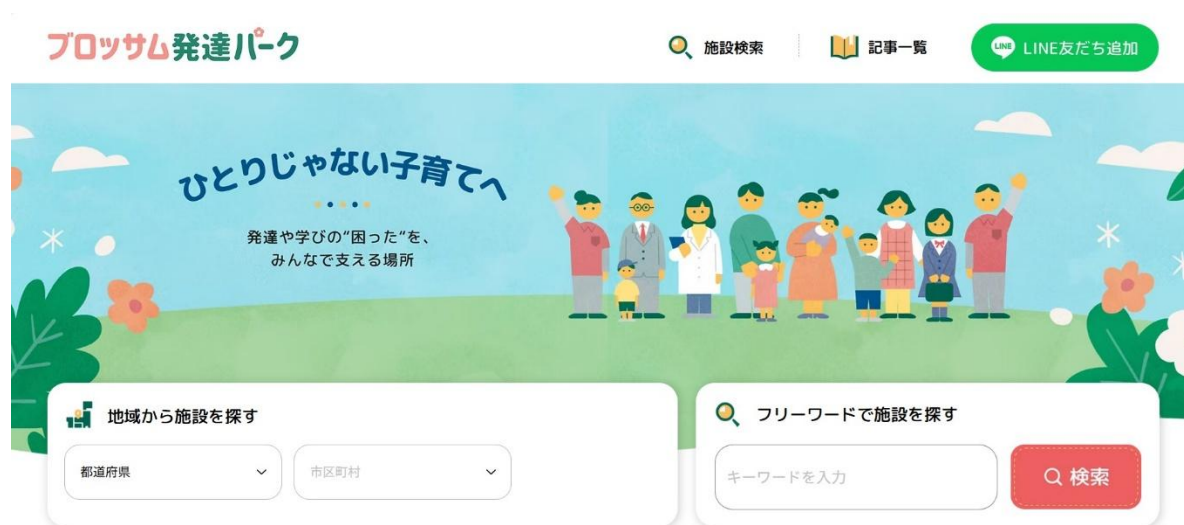 ブロッサム発達パーク
施設検索
記事一覧
LINE
LINE友だち追加
ひとりじゃない子育てへ
発達や学びの“困った”を、
みんなで支える場所
地域から施設を探す
都道府県
市区町村
フリーワードで施設を探す
キーワードを入力
検索